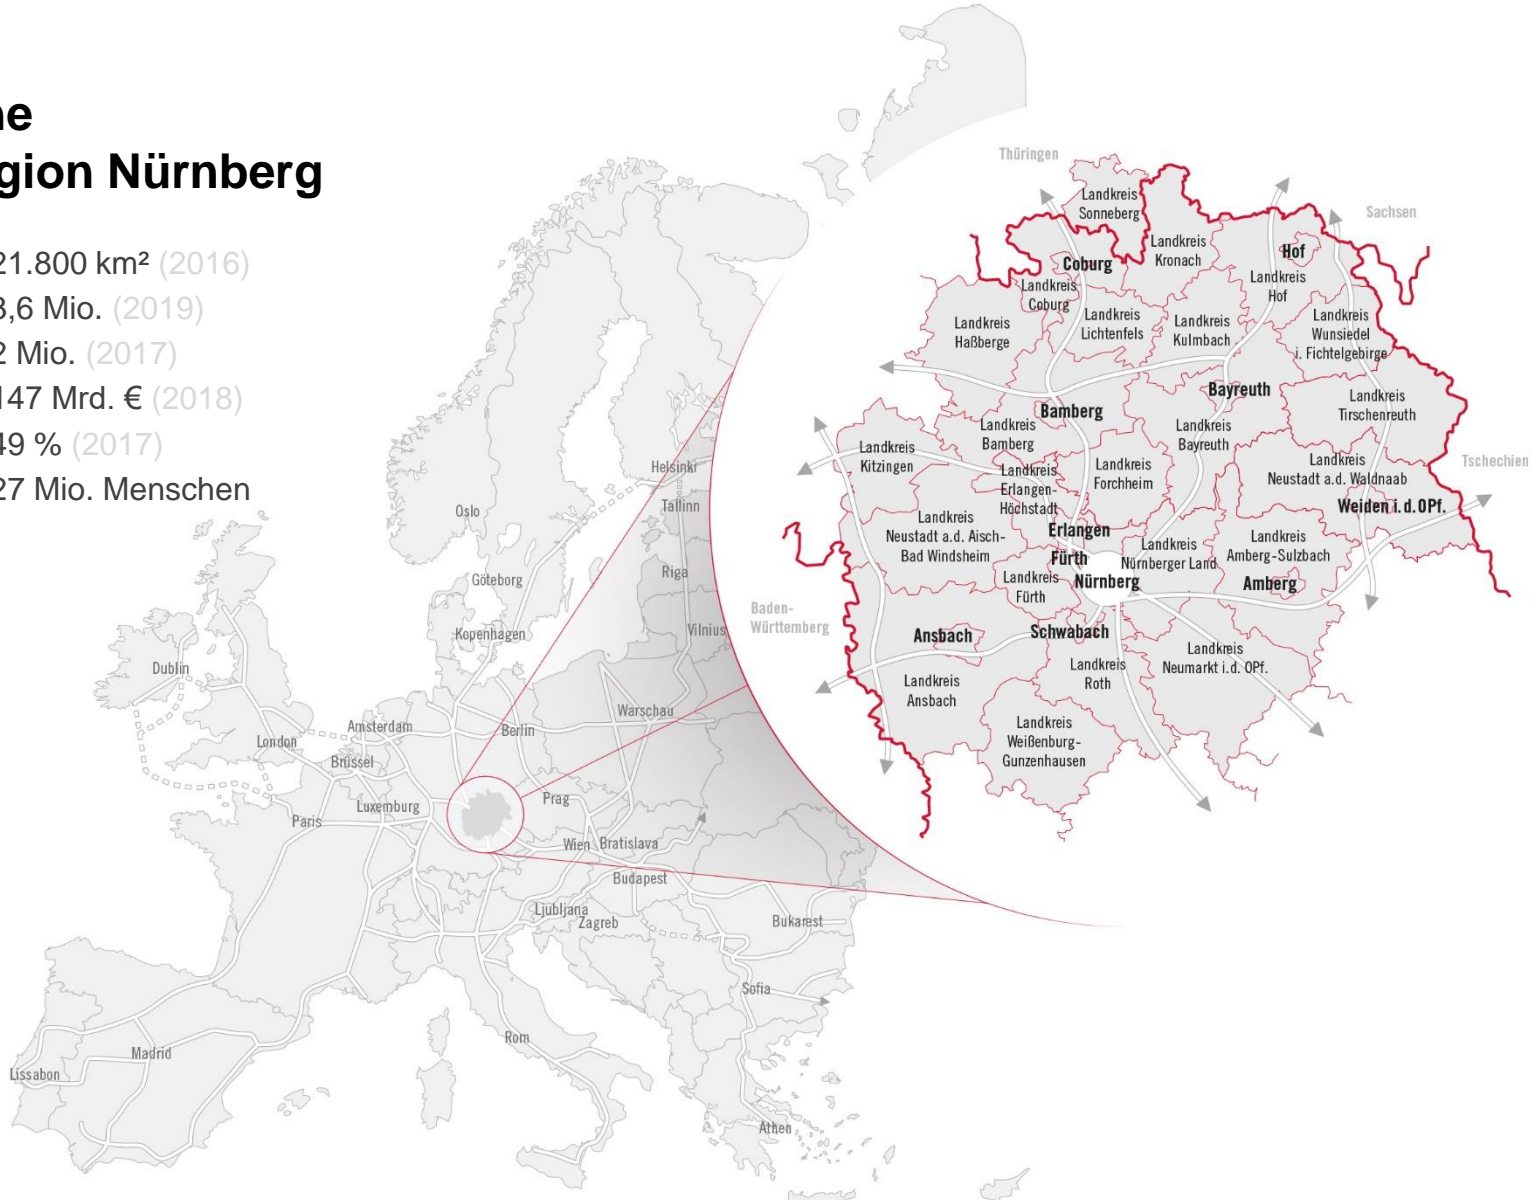 ne
gion Nürnberg
21.800 km² (2016)
3,6 Mio. (2019)
2 Mio. (2017)
147 Mrd. € (2018)
49 % (2017)
27 Mio. Menschen
Helsinki
Oslo
Tallinn
Göteborg
Riga
Kopenhagen
Vilnius
Dublin
Warschau
Amsterdam
Berlin
London
Brüssel
Prag
Luxemburg
Paris
Wien
Bratislava
Budapest
Ljubljana
Zagreb
Bukarest
Sofia
Rom
Madrid
Lissabon
Athen
Thüringen
Sachsen
Tschechien
Baden-
Württemberg
Landkreis
Sonneberg
Landkreis
Kronach
Hof
Coburg
Landkreis
Hof
Landkreis
Coburg
Landkreis
Lichtenfels
Landkreis
Kulmbach
Landkreis
Wunsiedel
i. Fichtelgebirge
Landkreis
Haßberge
Bayreuth
Landkreis
Tirschenreuth
Bamberg
Landkreis
Bamberg
Landkreis
Bayreuth
Landkreis
Kitzingen
Landkreis
Erlangen-
Höchstadt
Landkreis
Forchheim
Landkreis
Neustadt a.d. Waldnaab
Weiden i.d.OPf.
Landkreis
Neustadt a.d. Aisch-
Bad Windsheim
Erlangen
Landkreis
Nürnberger Land
Landkreis
Amberg-Sulzbach
Fürth
Landkreis
Fürth
Nürnberg
Amberg
Ansbach
Schwabach
Landkreis
Neumarkt i.d. OPf.
Landkreis
Roth
Landkreis
Ansbach
Landkreis
Weißenburg-
Gunzenhausen